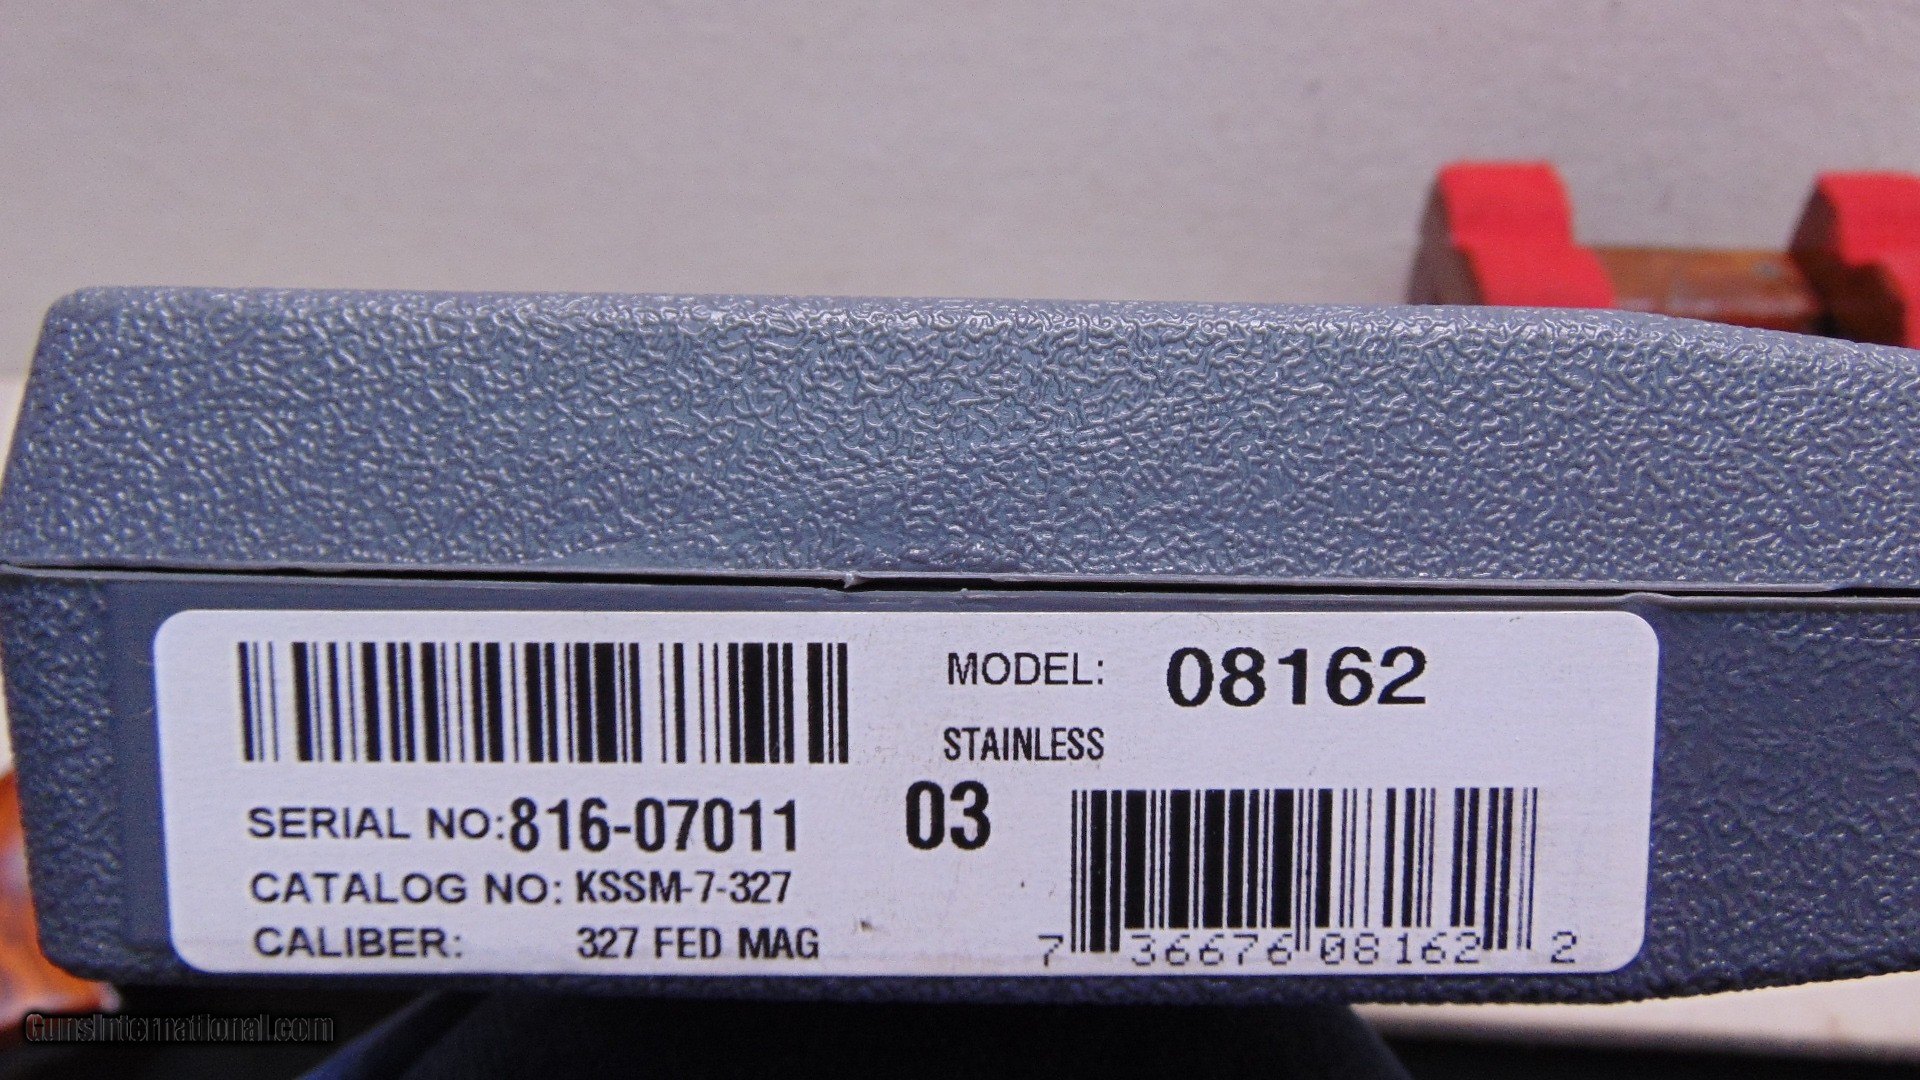 MODEL: 08162
STAINLESS
SERIAL NO: 816-07011 03
CATALOG NO: KSSM-7-327
CALIBER: 327 FED MAG
7 36676 08162 2
GunsInternational.com